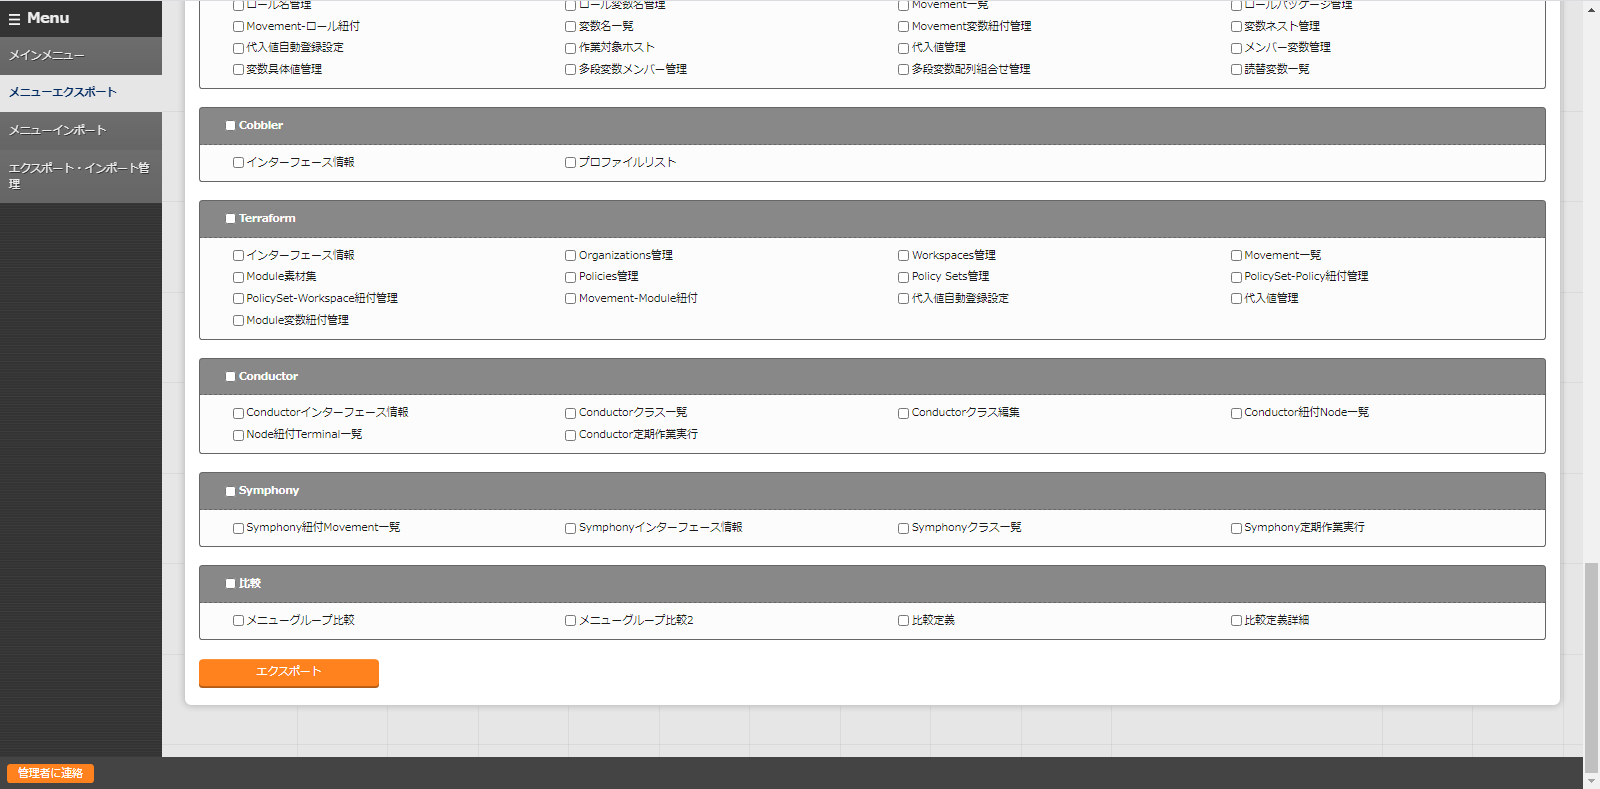 Menu
メインメニュー
メニューエクスポート
メニューインポート
エクスポート・インポート管
理
ロール名管理 ロール変数名管理 Movement一覧 ロールパッケージ管理
Movement-ロール紐付 変数名一覧 Movement変数紐付管理 変数ネスト管理
代入値自動登録設定 作業対象ホスト 代入値管理 メンバー変数管理
変数具体値管理 多段変数メンバー管理 多段変数配列組合せ管理 読替変数一覧
Cobbler
インターフェース情報 プロファイルリスト
Terraform
インターフェース情報 Organizations管理 Workspaces管理 Movement一覧
Module素材集 Policies管理 Policy Sets管理 PolicySet-Policy紐付管理
PolicySet-Workspace紐付管理 Movement-Module紐付 代入値自動登録設定 代入値管理
Module変数紐付管理
Conductor
Conductorインターフェース情報 Conductorクラス一覧 Conductorクラス編集 Conductor紐付Node一覧
Node紐付Terminal一覧 Conductor定期作業実行
Symphony
Symphony紐付Movement一覧 Symphonyインターフェース情報 Symphonyクラス一覧 Symphony定期作業実行
比較
メニューグループ比較 メニューグループ比較2 比較定義 比較定義詳細
エクスポート
管理者に連絡